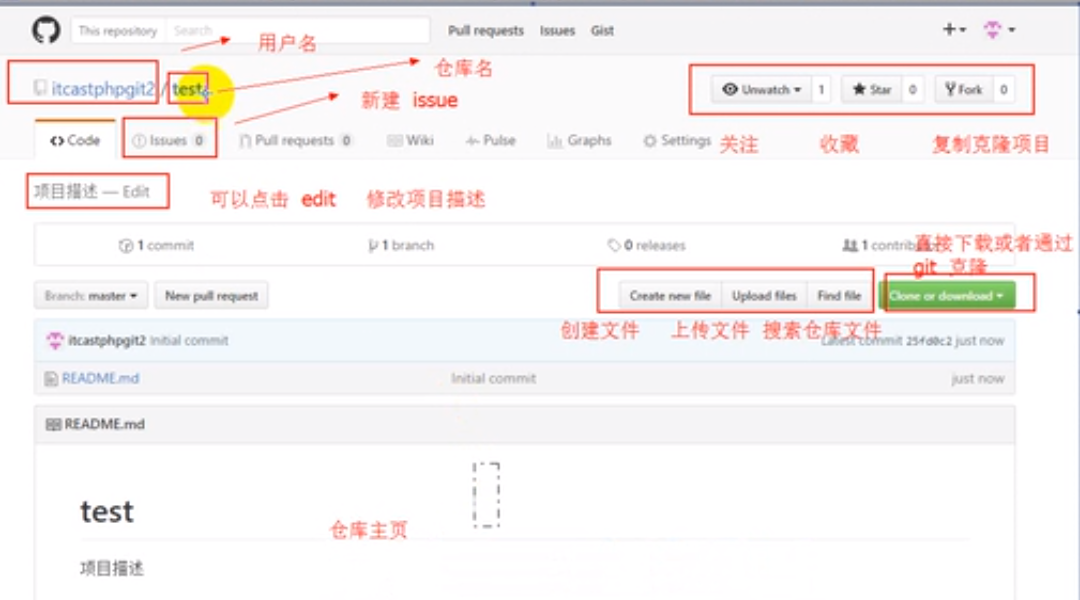 This repository Search Pull requests Issues Gist
用户名
仓库名
itcastphpgit2 / test
Unwatch 1 Star 0 Fork 0
新建 issue
Code Issues 0 Pull requests 0 Wiki Pulse Graphs Settings
关注 收藏 复制克隆项目
项目描述 — Edit
可以点击 edit 修改项目描述
1 commit 1 branch 0 releases 1
直接下载或者通过
git 克隆
Branch: master New pull request Create new file Upload files Find file Clone or download
创建文件 上传文件 搜索仓库文件
itcastphpgit2 Initial commit Latest commit 25fd0c2 just now
README.md Initial commit just now
README.md
test
仓库主页
项目描述